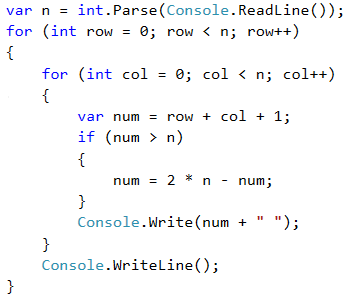 var n = int.Parse(Console.ReadLine());
for (int row = 0; row < n; row++)
{
    for (int col = 0; col < n; col++)
    {
        var num = row + col + 1;
        if (num > n)
        {
            num = 2 * n - num;
        }
        Console.Write(num + " ");
    }
    Console.WriteLine();
}